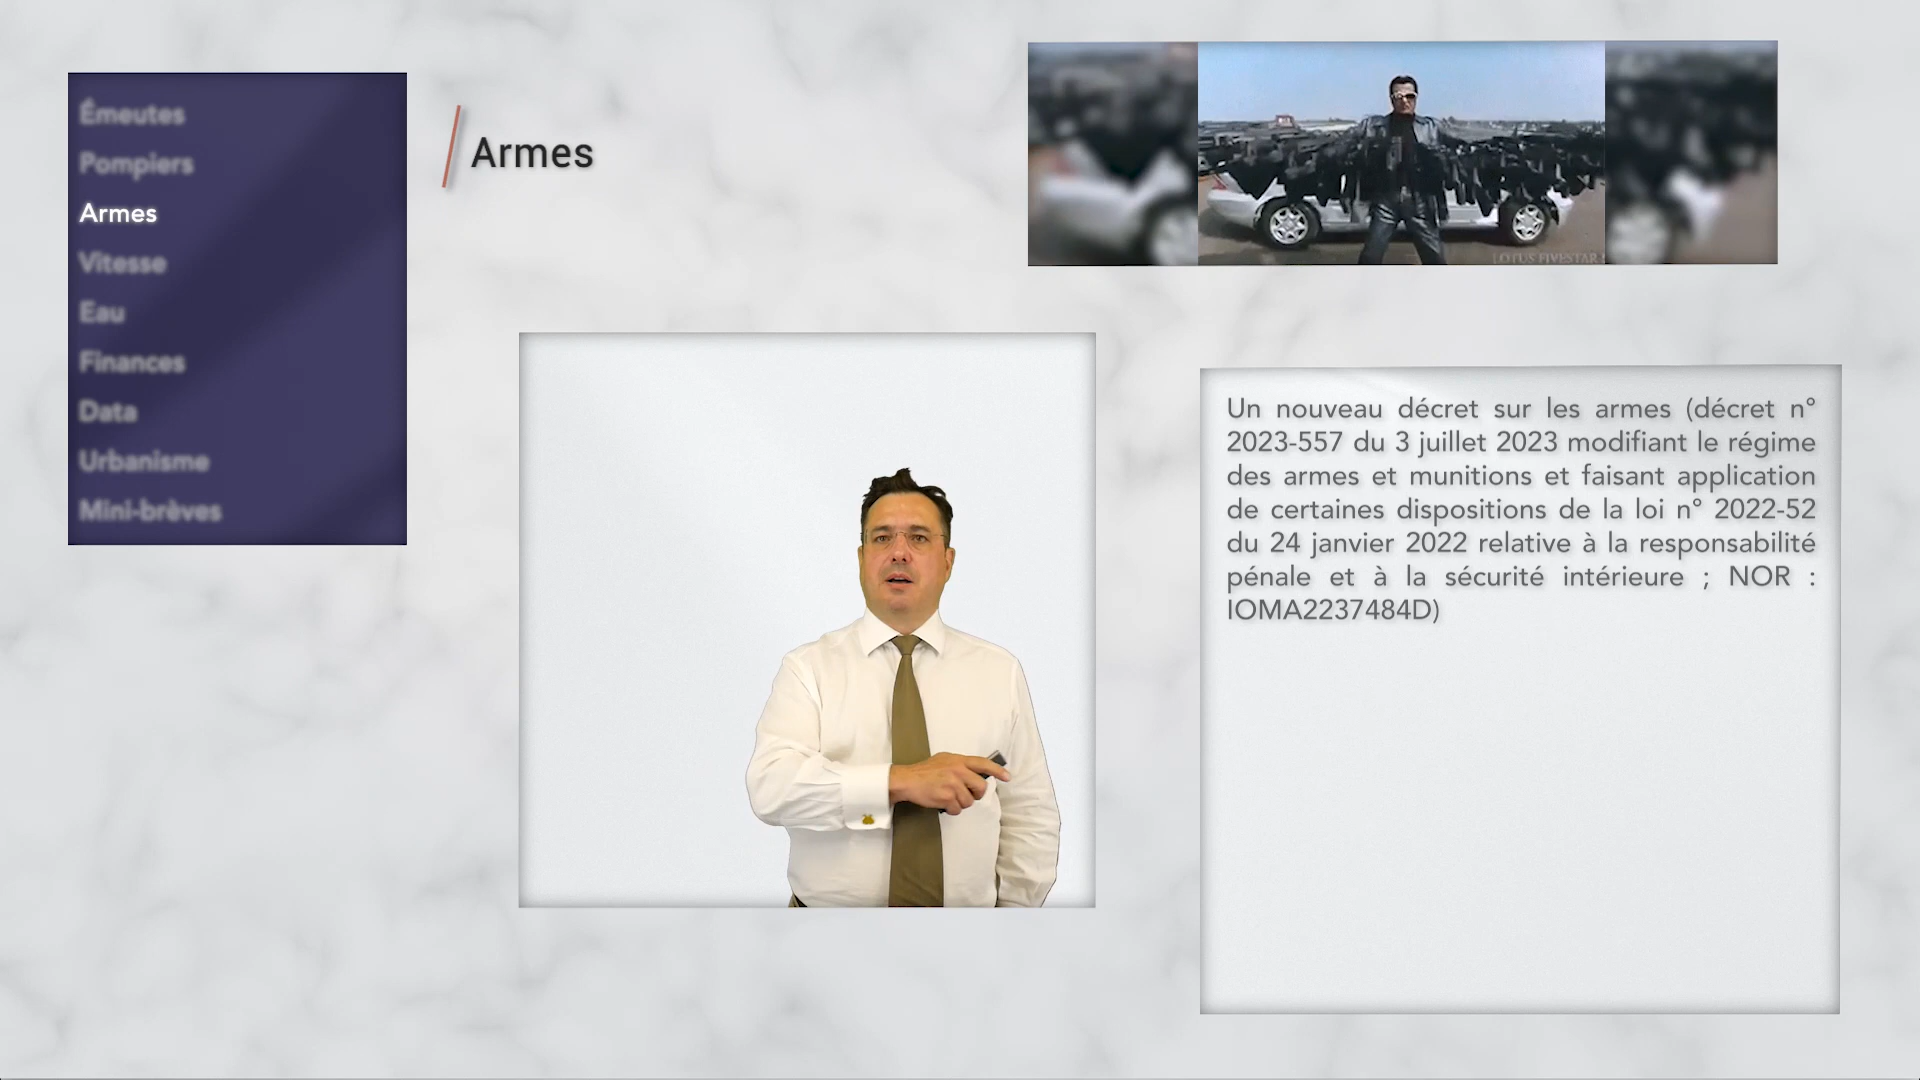 Émeutes
Pompiers
Armes
Vitesse
Eau
Finances
Data
Urbanisme
Mini-brèves
Armes
LOTUS FIVESTAR
Un nouveau décret sur les armes (décret n°
2023-557 du 3 juillet 2023 modifiant le régime
des armes et munitions et faisant application
de certaines dispositions de la loi n° 2022-52
du 24 janvier 2022 relative à la responsabilité
pénale et à la sécurité intérieure ; NOR :
IOMA2237484D)